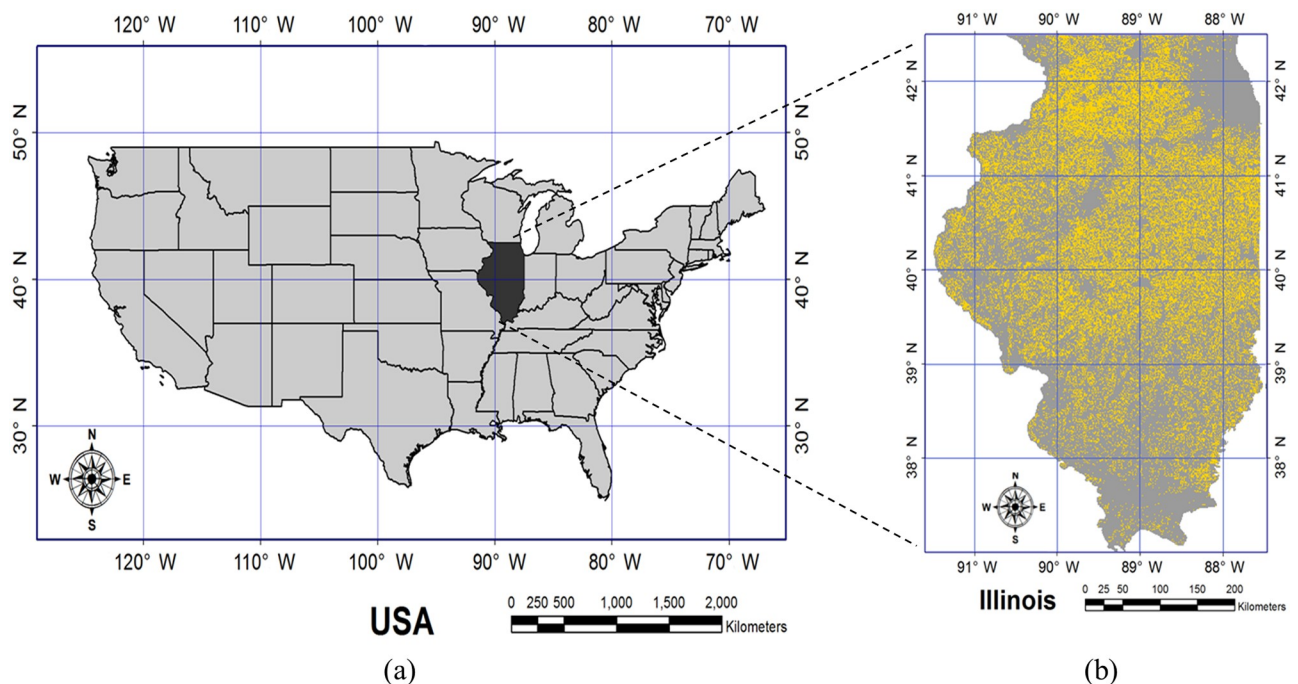 120° W 110° W 100° W 90° W 80° W 70° W
50° N
40° N
30° N
N
W E
S
50° N
40° N
30° N
120° W 110° W 100° W 90° W 80° W 70° W
USA
0 250 500 1,000 1,500 2,000
Kilometers
(a)
91° W 90° W 89° W 88° W
42° N
41° N
40° N
39° N
38° N
42° N
41° N
40° N
39° N
38° N
N
W E
S
91° W 90° W 89° W 88° W
Illinois
0 25 50 100 150 200
Kilometers
(b)